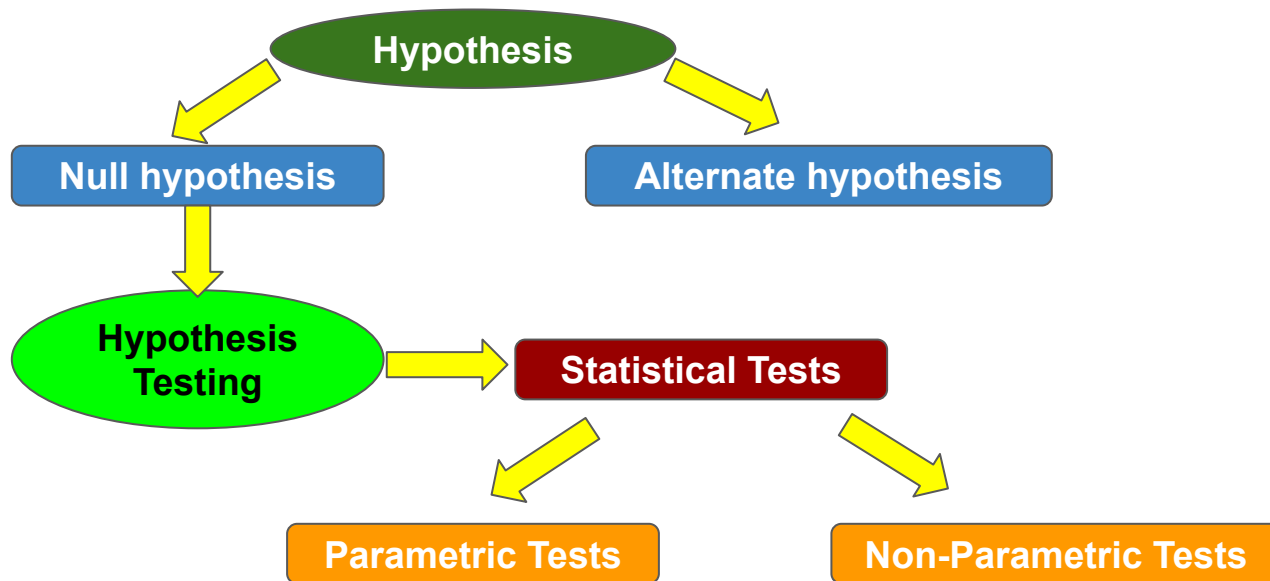 Hypothesis
Null hypothesis
Alternate hypothesis
Hypothesis
Testing
Statistical Tests
Parametric Tests
Non-Parametric Tests